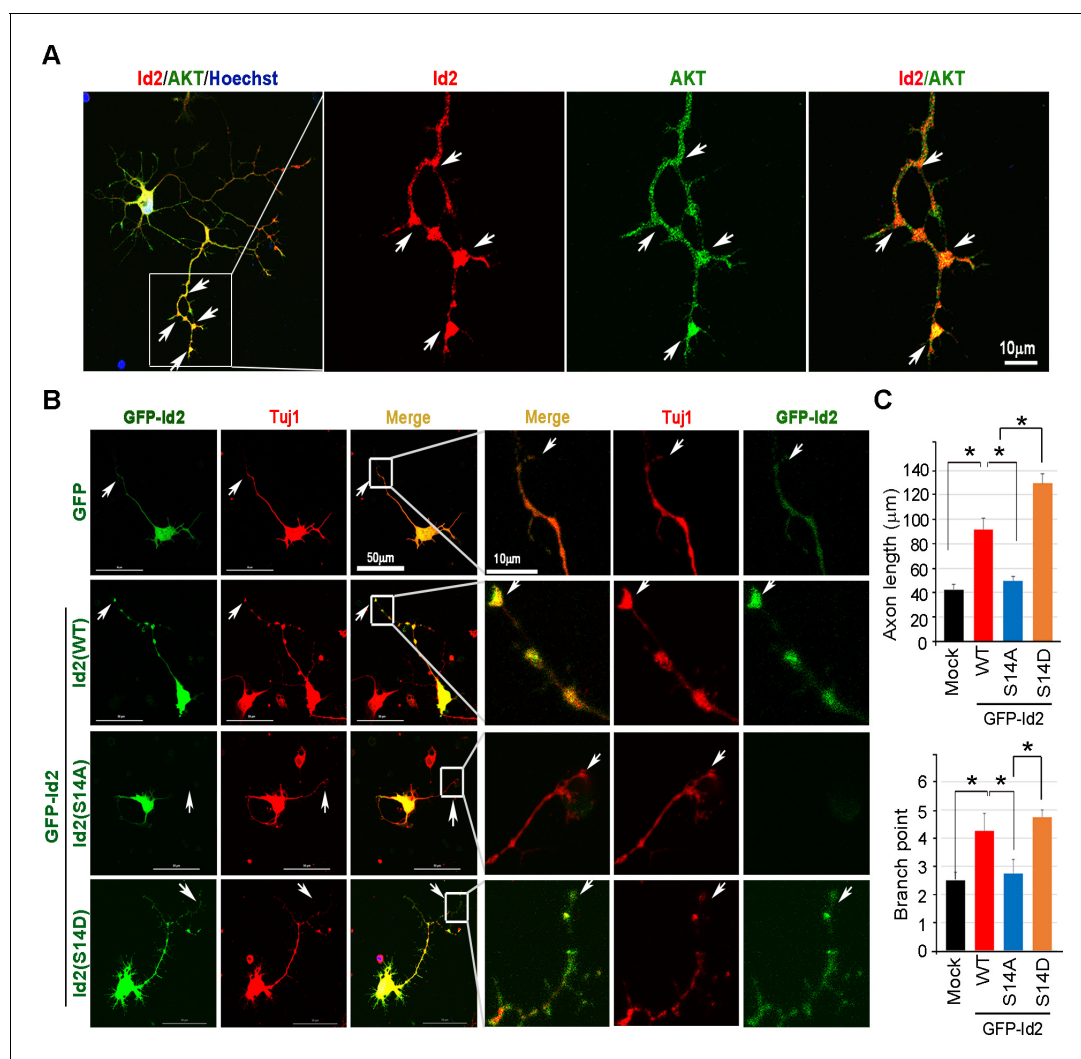 A
Id2/AKT/Hoechst
Id2
AKT
Id2/AKT
10µm
B
GFP-Id2
Tuj1
Merge
Merge
Tuj1
GFP-Id2
GFP
50µm
10µm
GFP-Id2
Id2(WT)
Id2(S14A)
Id2(S14D)
C
Axon length (µm)
140
120
100
80
60
40
20
0
* * *
Mock
WT
S14A
S14D
GFP-Id2
Branch point
6
5
4
3
2
1
0
* * *
Mock
WT
S14A
S14D
GFP-Id2